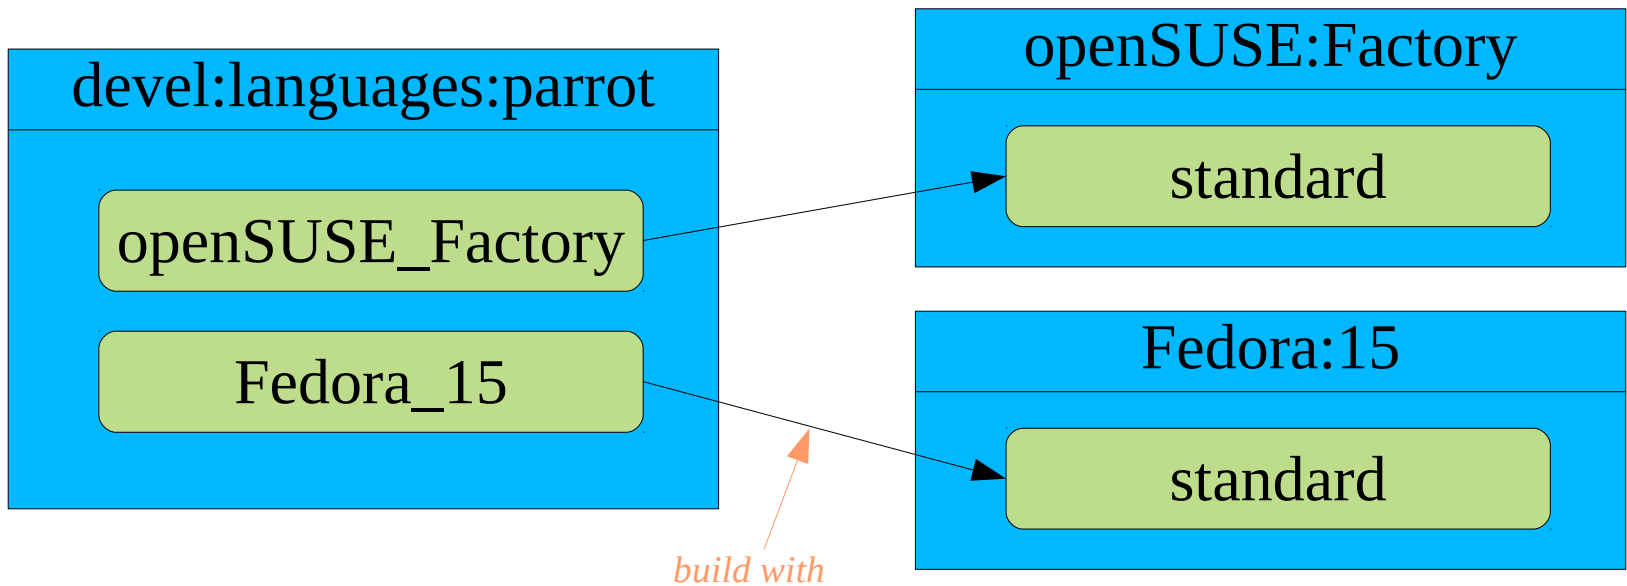 devel:languages:parrot
openSUSE_Factory
Fedora_15
openSUSE:Factory
standard
Fedora:15
standard
build with